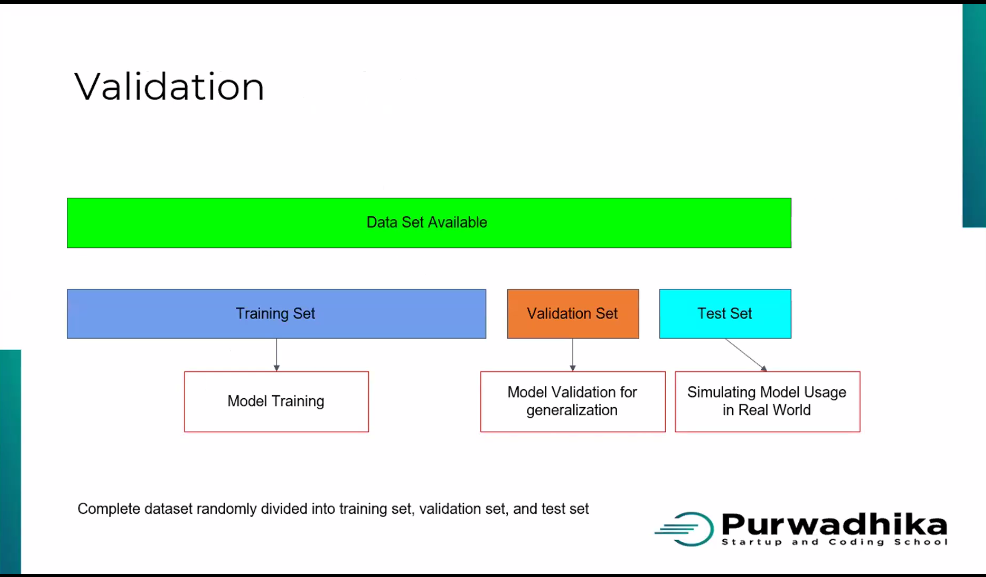 Validation
Data Set Available
Training Set
Validation Set
Test Set
Model Training
Model Validation for
generalization
Simulating Model Usage
in Real World
Complete dataset randomly divided into training set, validation set, and test set
Purwadhika
Startup and Coding School